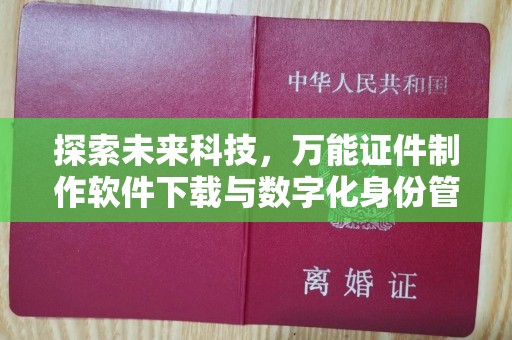 中华人民共和国
探索未来科技，万能证件制
作软件下载与数字化身份管
离婚证